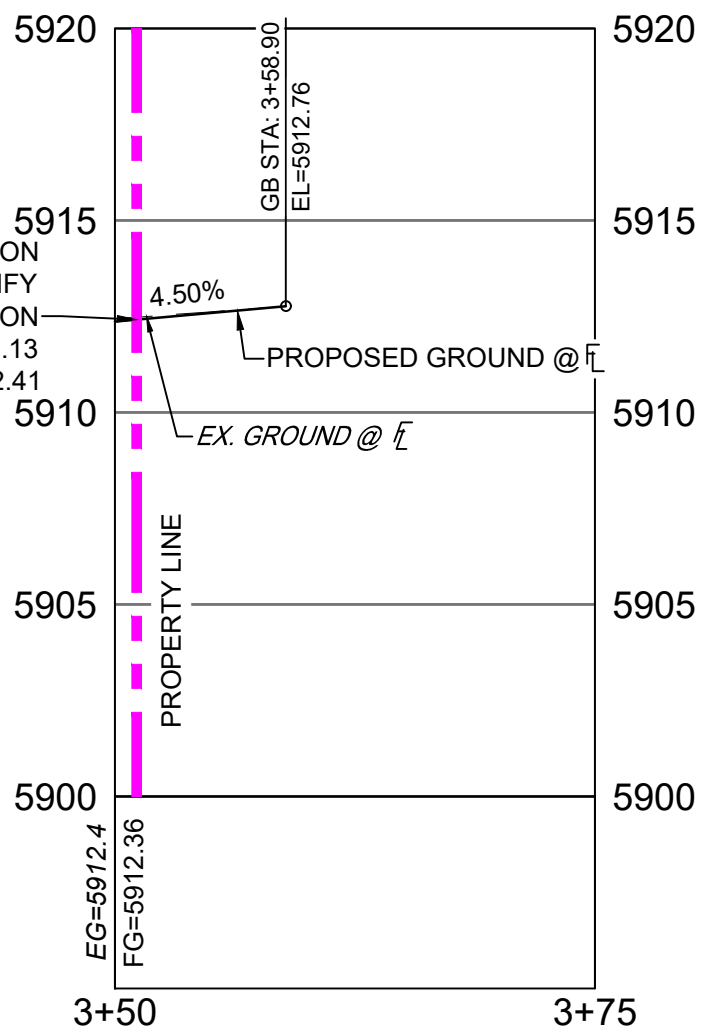 5920
5920
GB STA: 3+58.90
EL=5912.76
5915
5915
ON
IFY
ON
.13
2.41
4.50%
PROPOSED GROUND @ FL
5910
5910
EX. GROUND @ FL
PROPERTY LINE
5905
5905
5900
5900
EG=5912.4
FG=5912.36
3+50
3+75